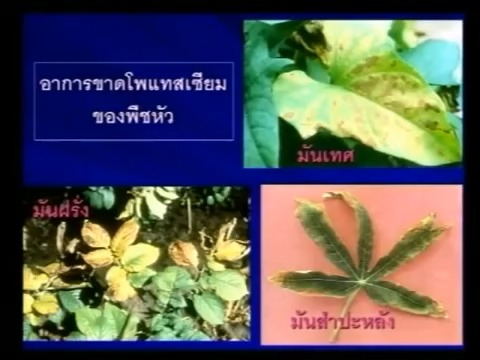 อาการขาดโพแทสเซียม
ของพืชหัว
มันเทศ
มันฝรั่ง
มันสำปะหลัง